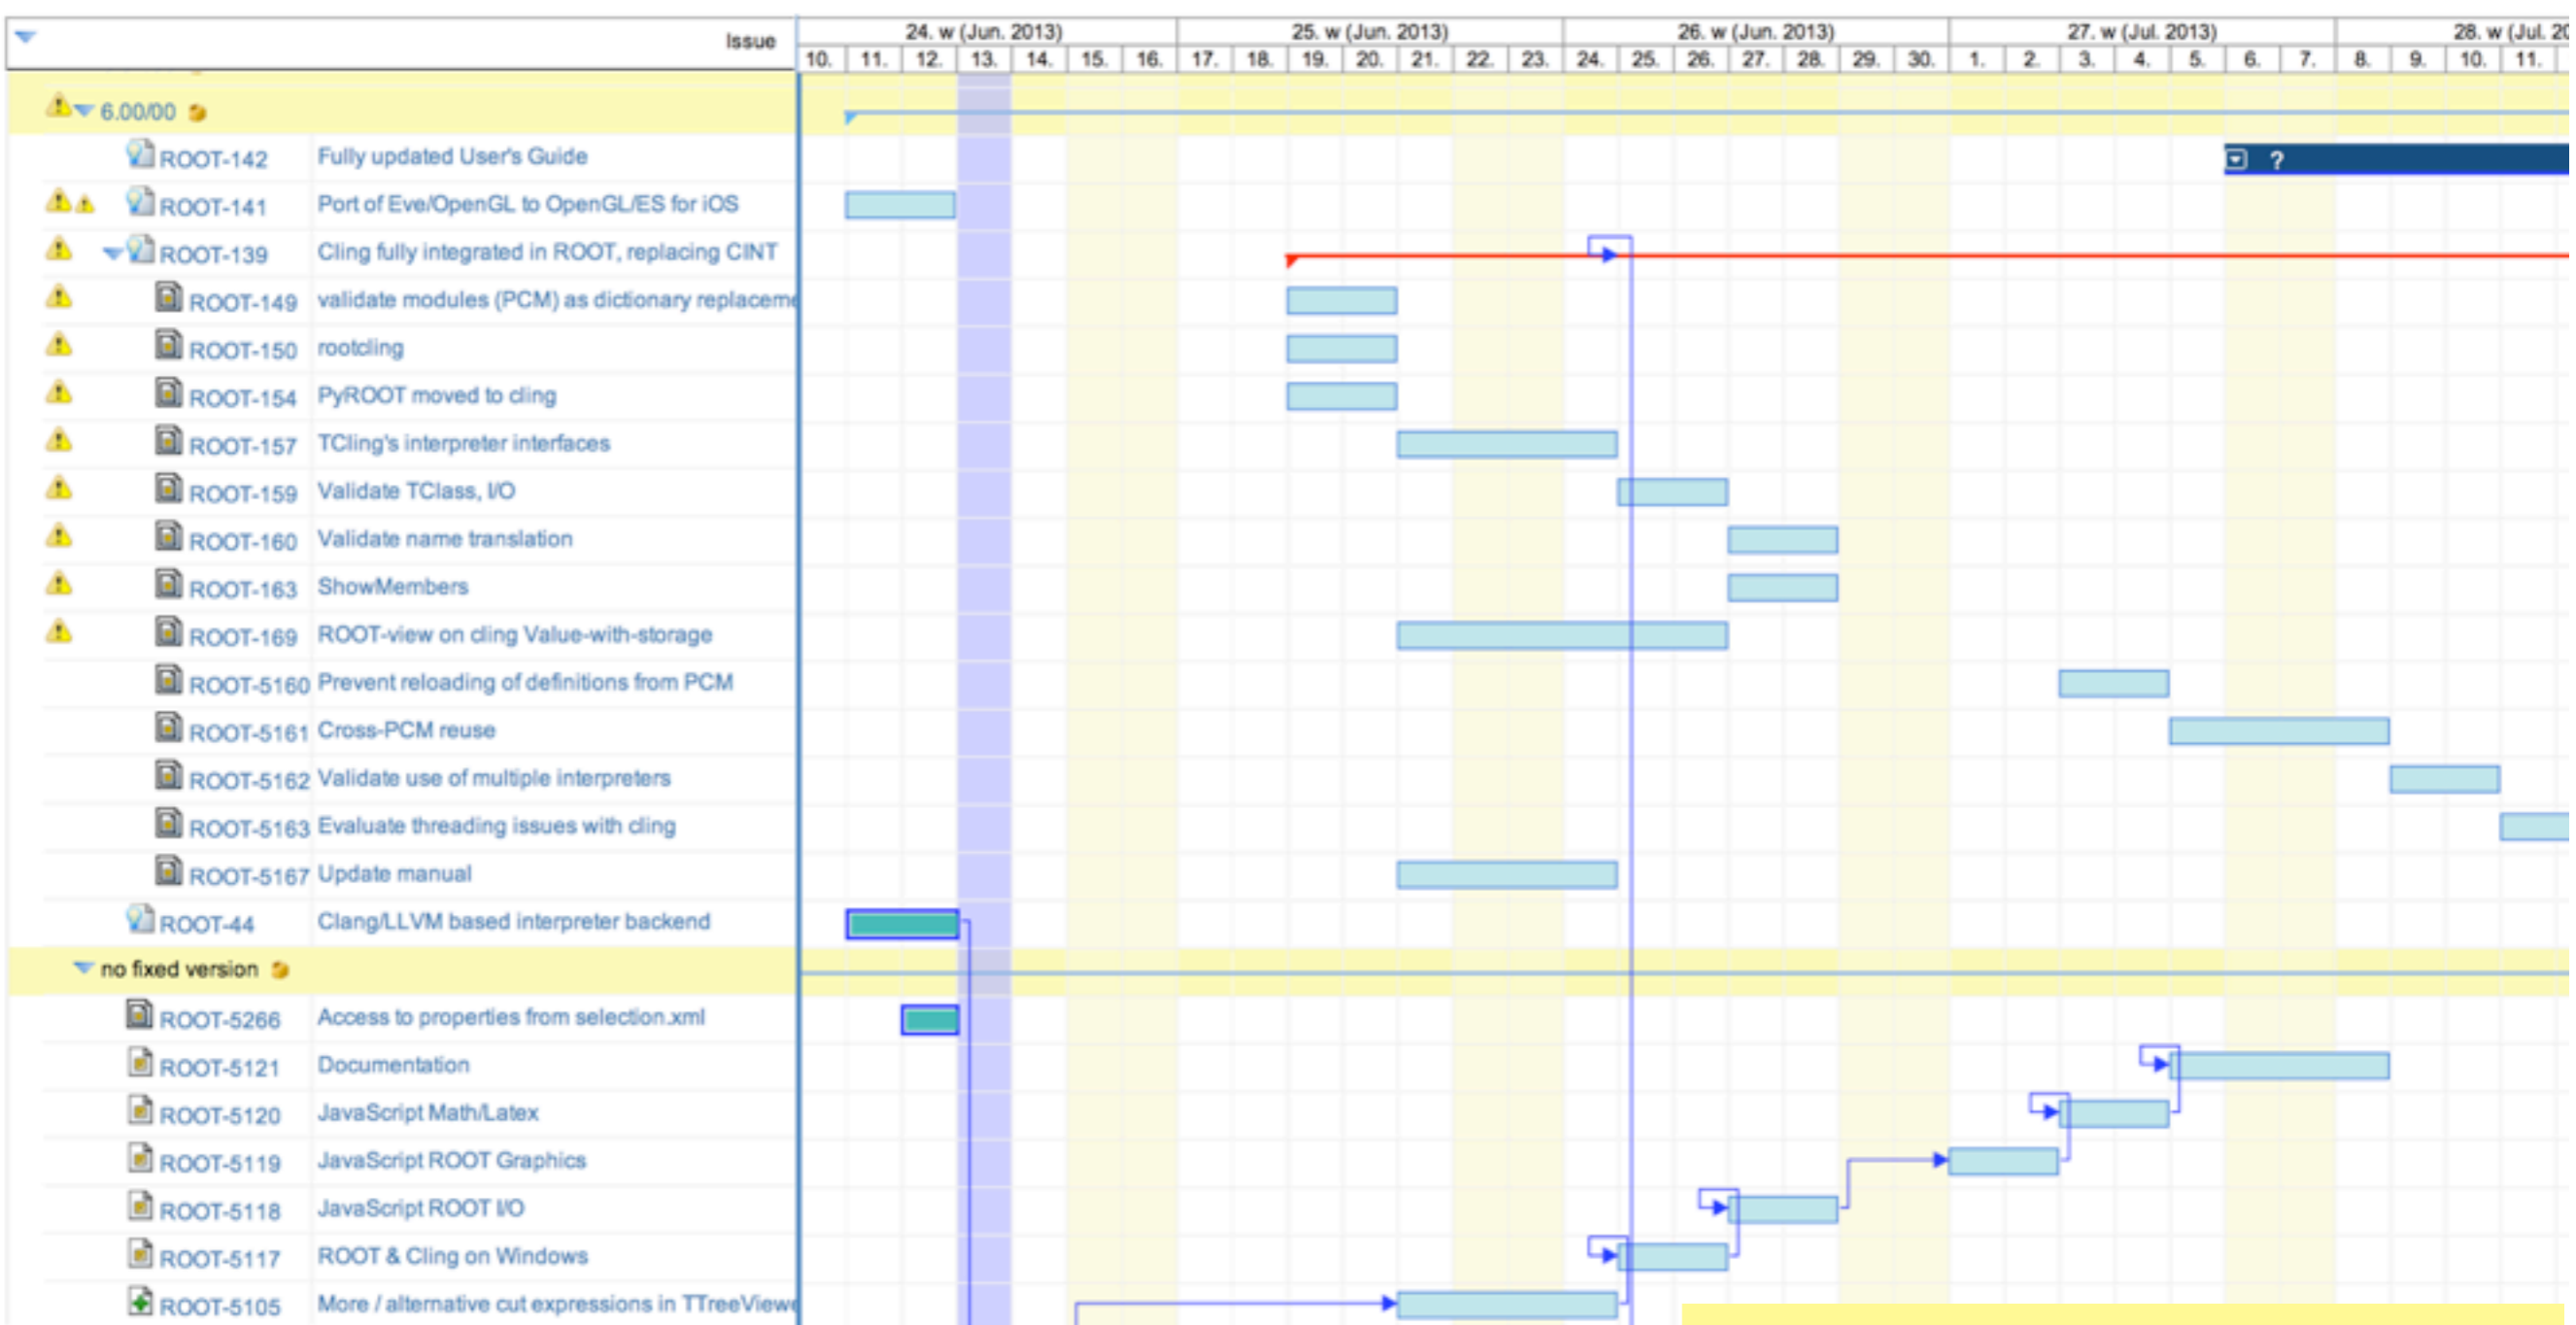 Issue 24. w (Jun. 2013) 25. w (Jun. 2013) 26. w (Jun. 2013) 27. w (Jul. 2013) 28. w (Jul. 20
10. 11. 12. 13. 14. 15. 16. 17. 18. 19. 20. 21. 22. 23. 24. 25. 26. 27. 28. 29. 30. 1. 2. 3. 4. 5. 6. 7. 8. 9. 10. 11.
6.00/00
ROOT-142 Fully updated User's Guide ?
ROOT-141 Port of Eve/OpenGL to OpenGL/ES for iOS
ROOT-139 Cling fully integrated in ROOT, replacing CINT
ROOT-149 validate modules (PCM) as dictionary replaceme
ROOT-150 rootcling
ROOT-154 PyROOT moved to cling
ROOT-157 TCling's interpreter interfaces
ROOT-159 Validate TClass, I/O
ROOT-160 Validate name translation
ROOT-163 ShowMembers
ROOT-169 ROOT-view on cling Value-with-storage
ROOT-5160 Prevent reloading of definitions from PCM
ROOT-5161 Cross-PCM reuse
ROOT-5162 Validate use of multiple interpreters
ROOT-5163 Evaluate threading issues with cling
ROOT-5167 Update manual
ROOT-44 Clang/LLVM based interpreter backend
no fixed version
ROOT-5266 Access to properties from selection.xml
ROOT-5121 Documentation
ROOT-5120 JavaScript Math/Latex
ROOT-5119 JavaScript ROOT Graphics
ROOT-5118 JavaScript ROOT I/O
ROOT-5117 ROOT & Cling on Windows
ROOT-5105 More / alternative cut expressions in TTreeViewe